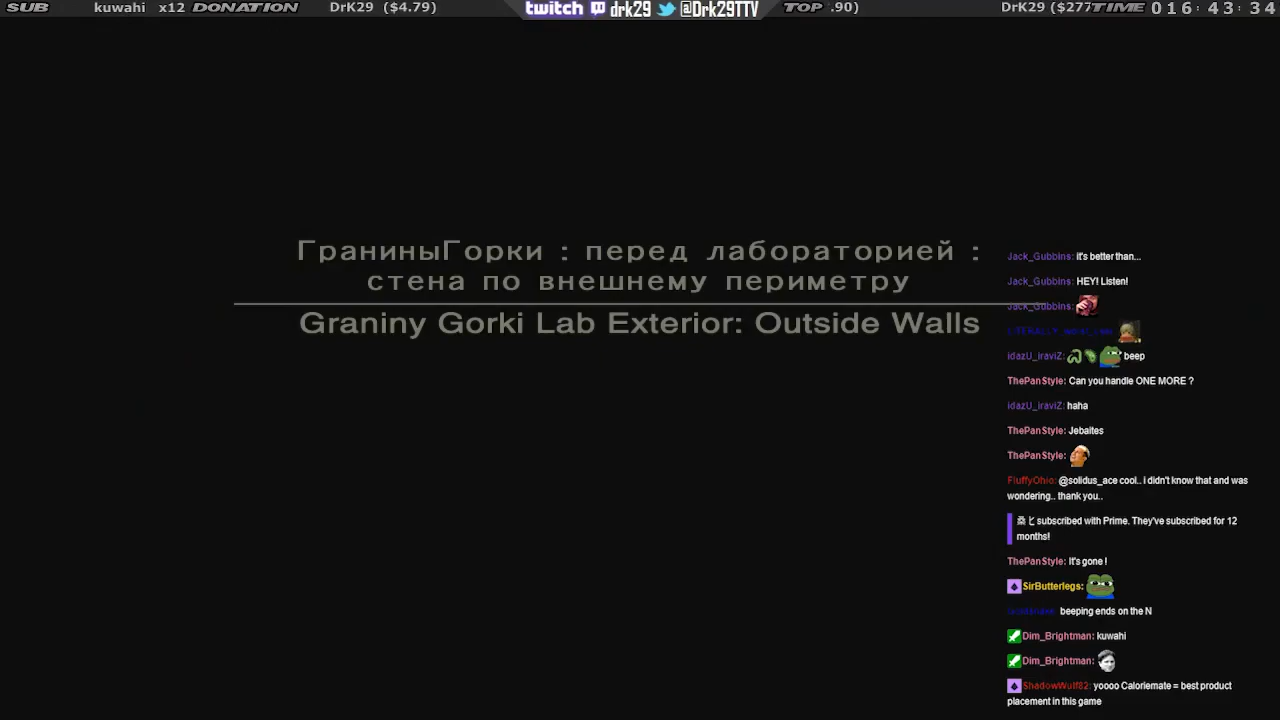 SUB kuwahi x12 DONATION DrK29 ($4.79) twitch drk29 @Drk29TTV TOP .90) DrK29 ($277 TIME 016:43:34
ГраниныГорки : перед лабораторией :
стена по внешнему периметру
Graniny Gorki Lab Exterior: Outside Walls
Jack_Gubbins: it's better than...
Jack_Gubbins: HEY! Listen!
Jack_Gubbins:
idazU_iraviZ: beep
ThePanStyle: Can you handle ONE MORE ?
idazU_iraviZ: haha
ThePanStyle: Jebaites
ThePanStyle:
FluffyOhio: @solidus_ace cool.. i didn't know that and was
wondering.. thank you..
桑ヒ subscribed with Prime. They've subscribed for 12
months!
ThePanStyle: It's gone !
SirButterlegs:
beeping ends on the N
Dim_Brightman: kuwahi
Dim_Brightman:
ShadowWulf82: yoooo Caloriemate = best product
placement in this game